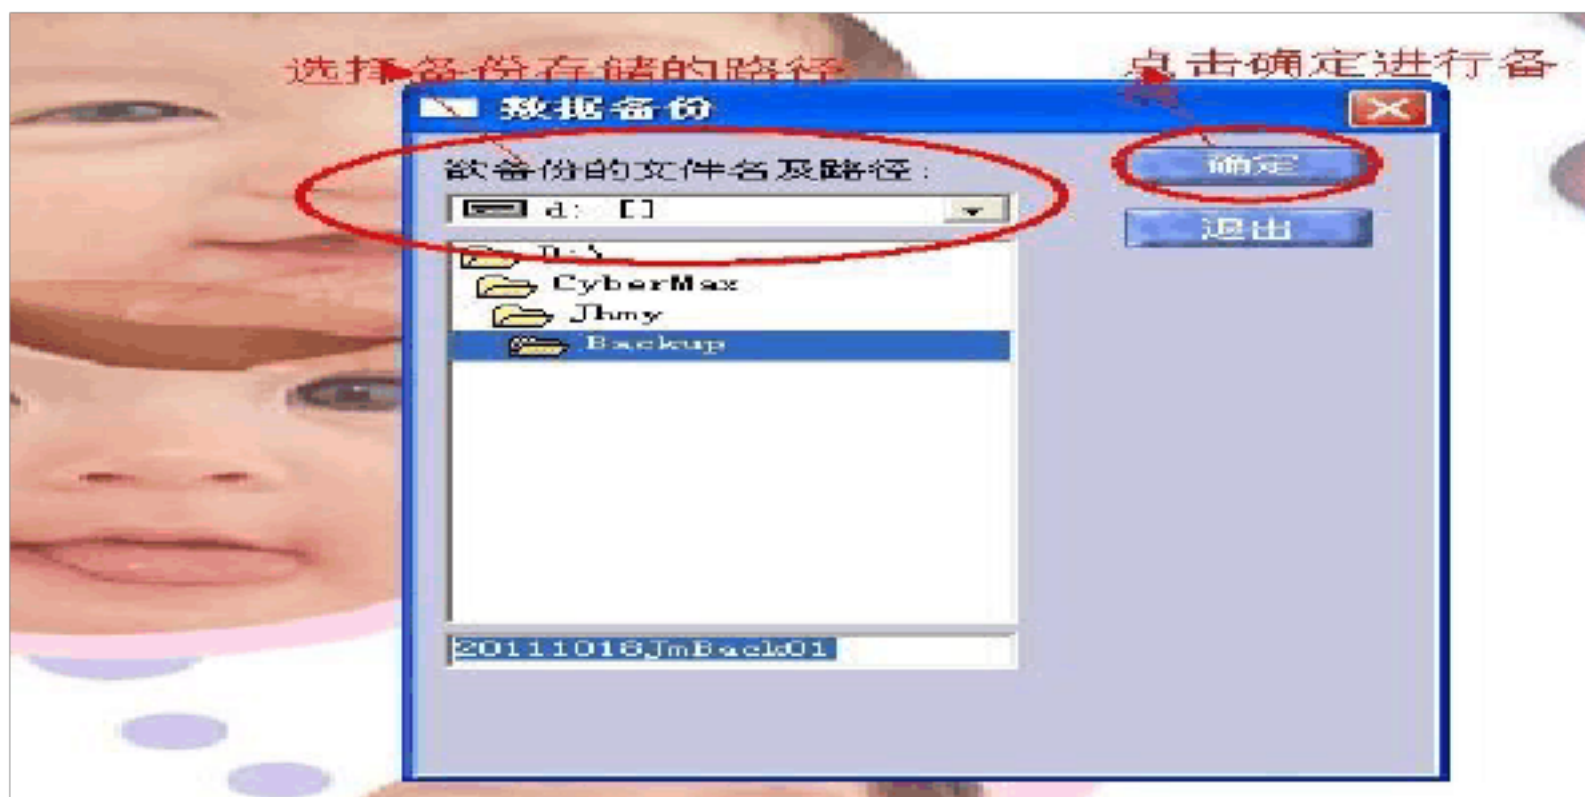 选择备份存储的路径
点击确定进行备
数据备份
欲备份的文件名及路径:
确定
d: []
退出
D:\
CyberMax
Jhmy
Backup
20111018JmBack01